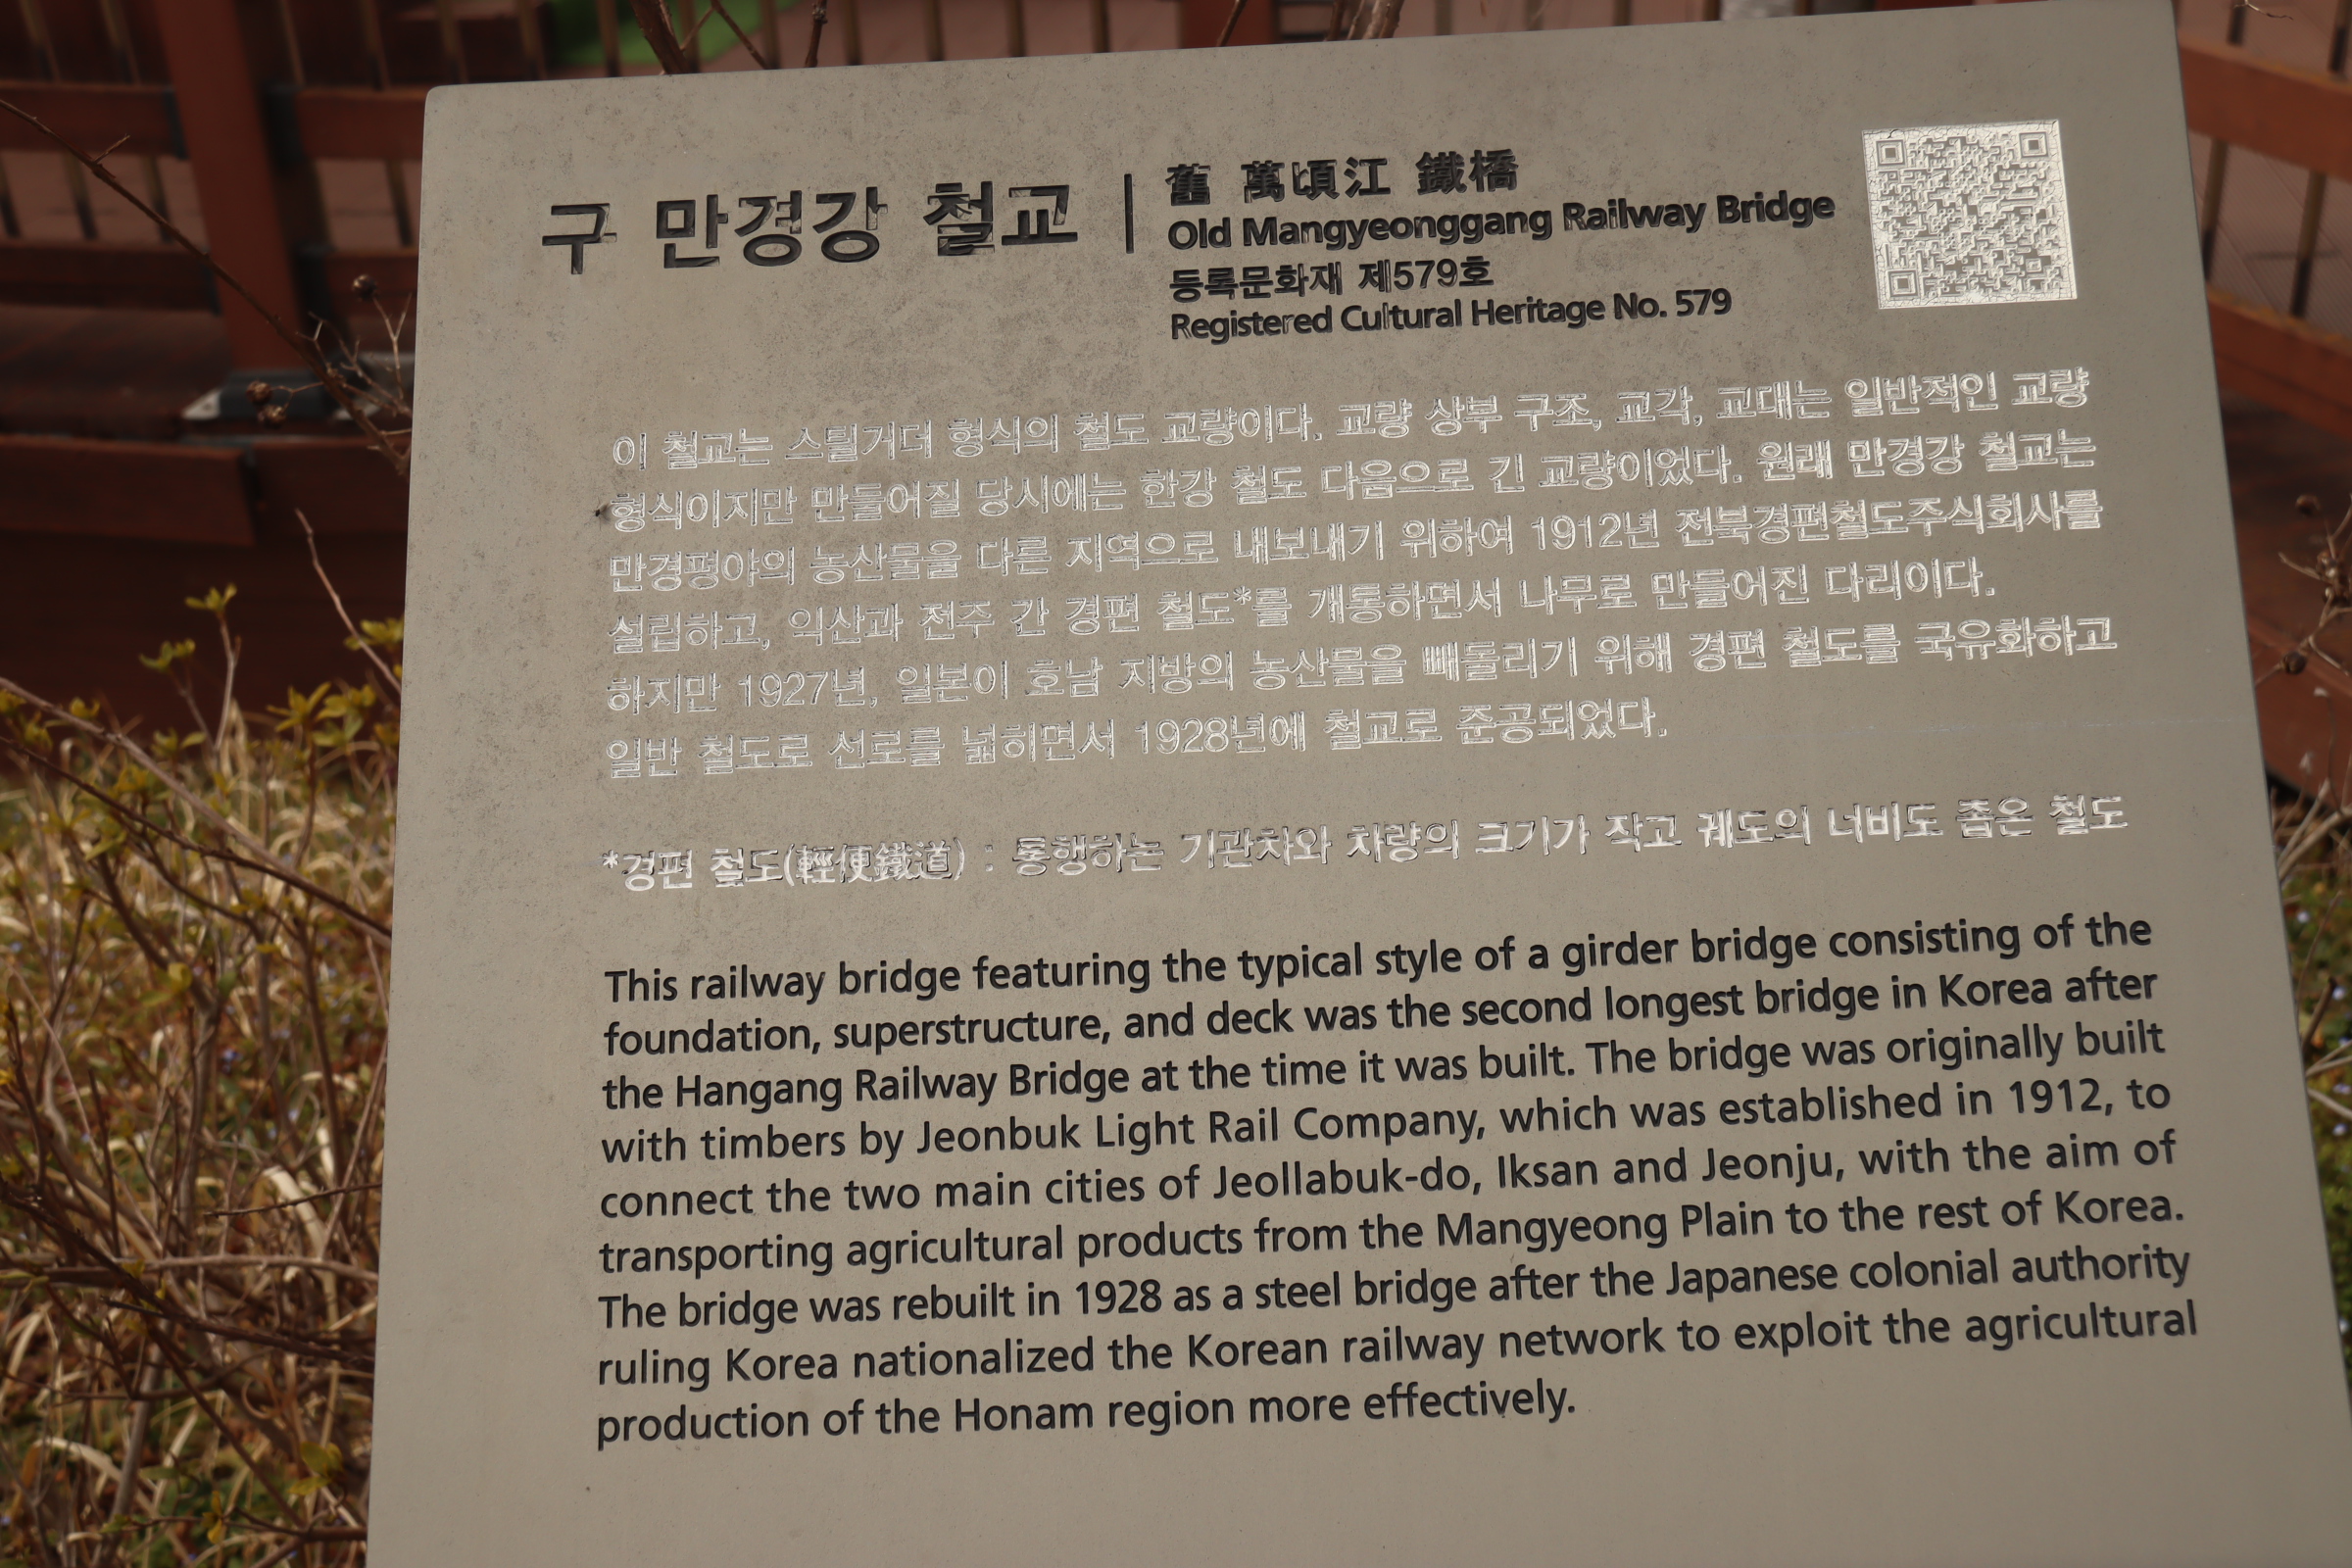 구 만경강 철교
舊 萬頃江 鐵橋
Old Mangyeonggang Railway Bridge
등록문화재 제579호
Registered Cultural Heritage No. 579
이 철교는 스틸거더 형식의 철도 교량이다. 교량 상부 구조, 교각, 교대는 일반적인 교량
형식이지만 만들어질 당시에는 한강 철도 다음으로 긴 교량이었다. 원래 만경강 철교는
만경평야의 농산물을 다른 지역으로 내보내기 위하여 1912년 전북경편철도주식회사를
설립하고, 익산과 전주 간 경편 철도*를 개통하면서 나무로 만들어진 다리이다.
하지만 1927년, 일본이 호남 지방의 농산물을 빼돌리기 위해 경편 철도를 국유화하고
일반 철도로 선로를 넓히면서 1928년에 철교로 준공되었다.
*경편 철도(輕便鐵道) : 통행하는 기관차와 차량의 크기가 작고 궤도의 너비도 좁은 철도
This railway bridge featuring the typical style of a girder bridge consisting of the
foundation, superstructure, and deck was the second longest bridge in Korea after
the Hangang Railway Bridge at the time it was built. The bridge was originally built
with timbers by Jeonbuk Light Rail Company, which was established in 1912, to
connect the two main cities of Jeollabuk-do, Iksan and Jeonju, with the aim of
transporting agricultural products from the Mangyeong Plain to the rest of Korea.
The bridge was rebuilt in 1928 as a steel bridge after the Japanese colonial authority
ruling Korea nationalized the Korean railway network to exploit the agricultural
production of the Honam region more effectively.